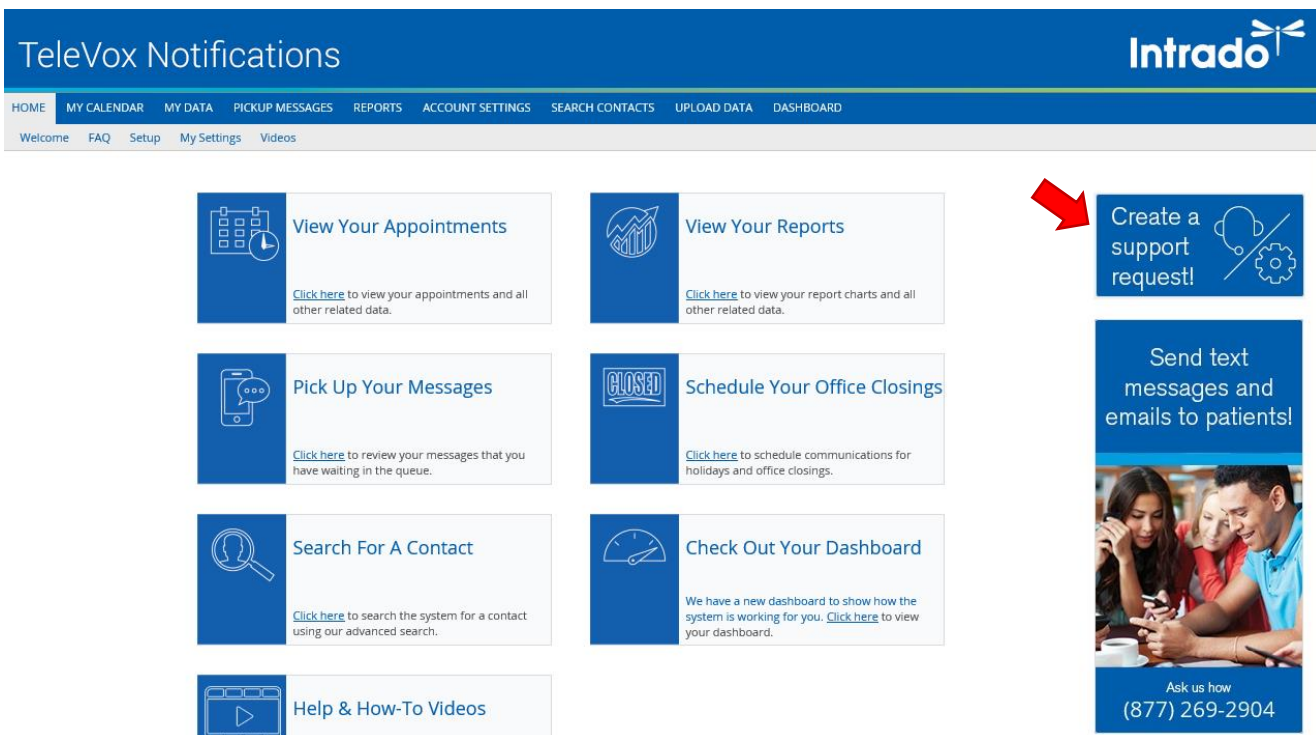 TeleVox Notifications
Intrado
HOME MY CALENDAR MY DATA PICKUP MESSAGES REPORTS ACCOUNT SETTINGS SEARCH CONTACTS UPLOAD DATA DASHBOARD
Welcome FAQ Setup My Settings Videos
View Your Appointments
Click here to view your appointments and all
other related data.
View Your Reports
Click here to view your report charts and all
other related data.
Pick Up Your Messages
Click here to review your messages that you
have waiting in the queue.
CLOSED
Schedule Your Office Closings
Click here to schedule communications for
holidays and office closings.
Search For A Contact
Click here to search the system for a contact
using our advanced search.
Check Out Your Dashboard
We have a new dashboard to show how the
system is working for you. Click here to view
your dashboard.
Help & How-To Videos
Create a
support
request!
Send text
messages and
emails to patients!
Ask us how
(877) 269-2904